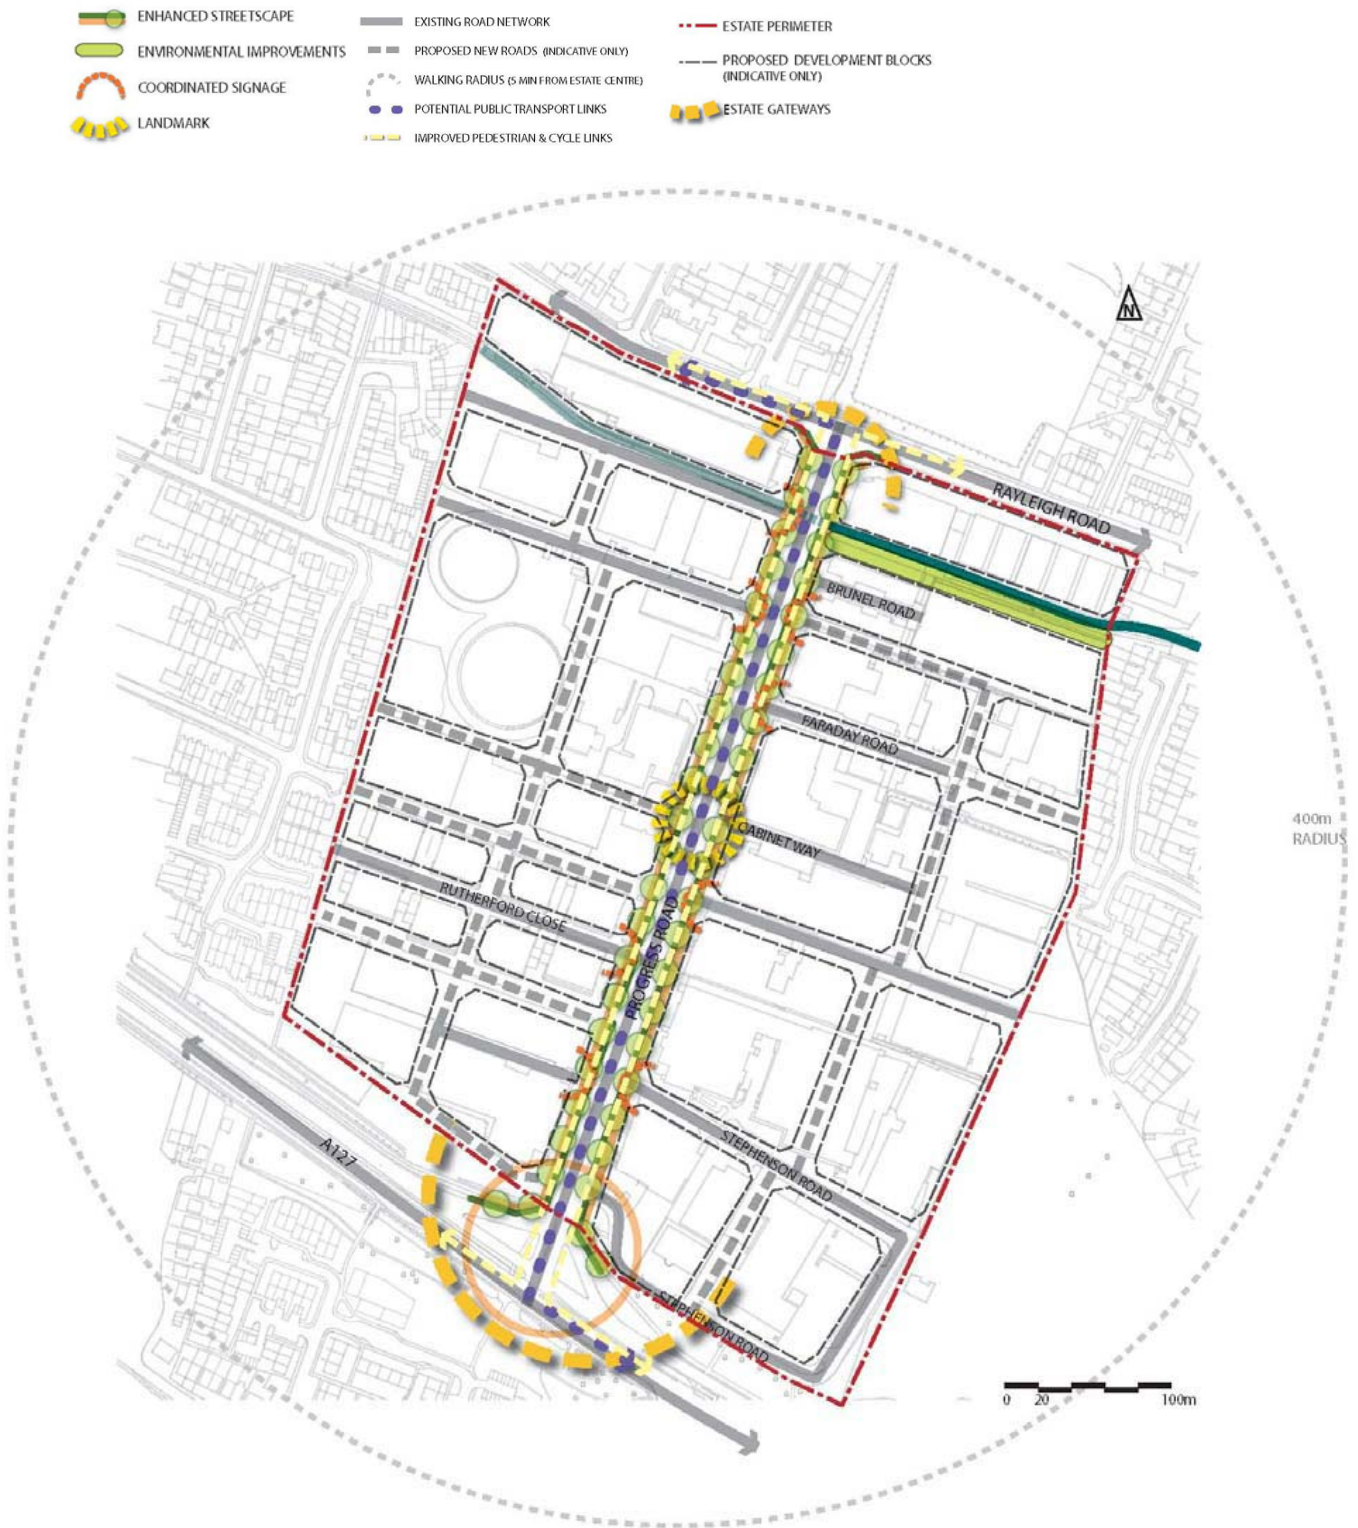 ENHANCED STREETSCAPE
ENVIRONMENTAL IMPROVEMENTS
COORDINATED SIGNAGE
LANDMARK
EXISTING ROAD NETWORK
PROPOSED NEW ROADS (INDICATIVE ONLY)
WALKING RADIUS (5 MIN FROM ESTATE CENTRE)
POTENTIAL PUBLIC TRANSPORT LINKS
IMPROVED PEDESTRIAN & CYCLE LINKS
ESTATE PERIMETER
PROPOSED DEVELOPMENT BLOCKS
(INDICATIVE ONLY)
ESTATE GATEWAYS
N
RAYLEIGH ROAD
BRUNEL ROAD
FARADAY ROAD
400m
RADIUS
CABINET WAY
RUTHERFORD CLOSE
PROGRESS ROAD
STEPHENSON ROAD
A127
STEPHENSON ROAD
0 20 100m